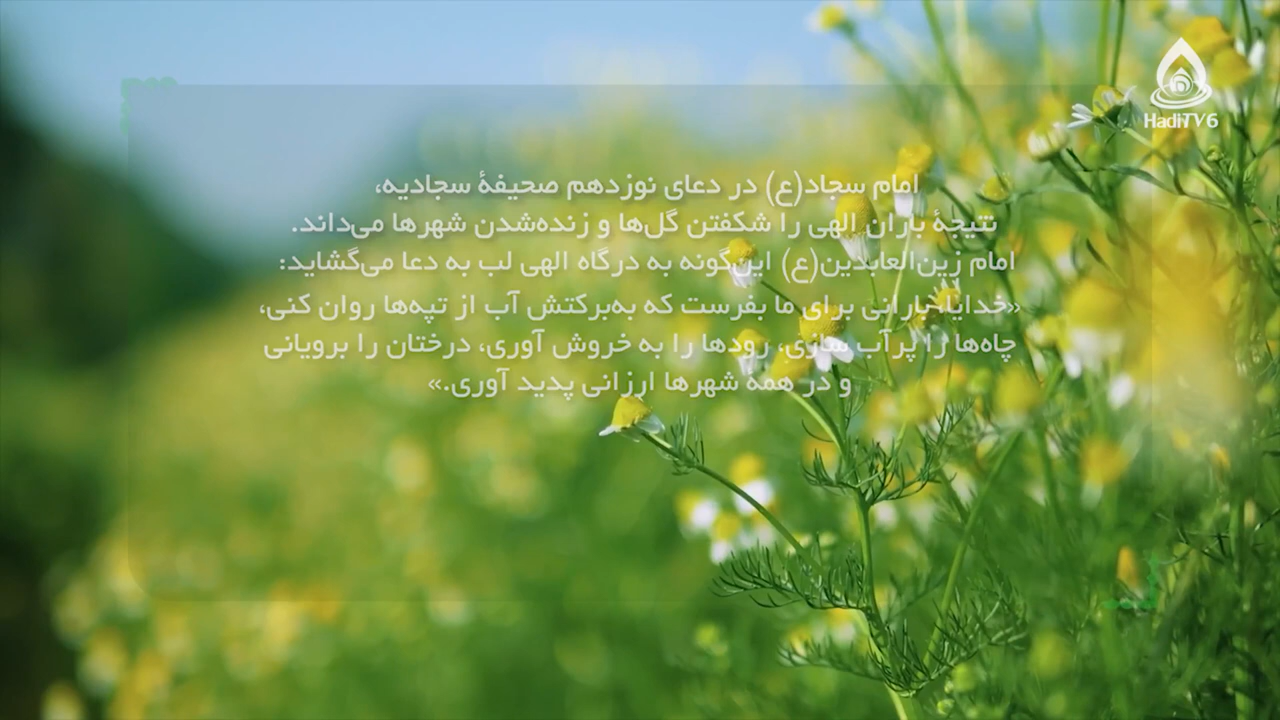 HadiTV6
امام سجاد(ع) در دعای نوزدهم صحیفهٔ سجادیه،
نتیجهٔ باران الهی را شکفتن گل‌ها و زنده‌شدن شهرها می‌داند.
امام زین‌العابدین(ع) این‌گونه به درگاه الهی لب به دعا می‌گشاید:
«خدایا، بارانی برای ما بفرست که به‌برکتش آب از تپه‌ها روان کنی،
چاه‌ها را پرآب سازی، رودها را به خروش آوری، درختان را برویانی
و در همهٔ شهرها ارزانی پدید آوری.»